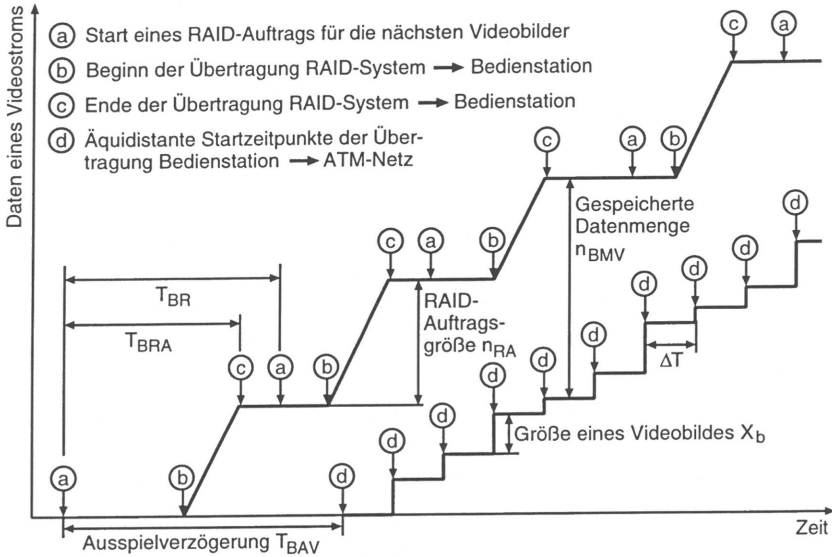 Daten eines Videostroms
a Start eines RAID-Auftrags für die nächsten Videobilder
b Beginn der Übertragung RAID-System → Bedienstation
c Ende der Übertragung RAID-System → Bedienstation
d Äquidistante Startzeitpunkte der Über-
tragung Bedienstation → ATM-Netz
c a
c a b
Gespeicherte
Datenmenge
n_BMV
d
d
c a b
d d
T_BR
RAID-
Auftrags-
größe n_RA
T_BRA
d
ΔT
c a b
d
d
d
Größe eines Videobildes X_b
d
d
a b d
Ausspielverzögerung T_BAV
Zeit